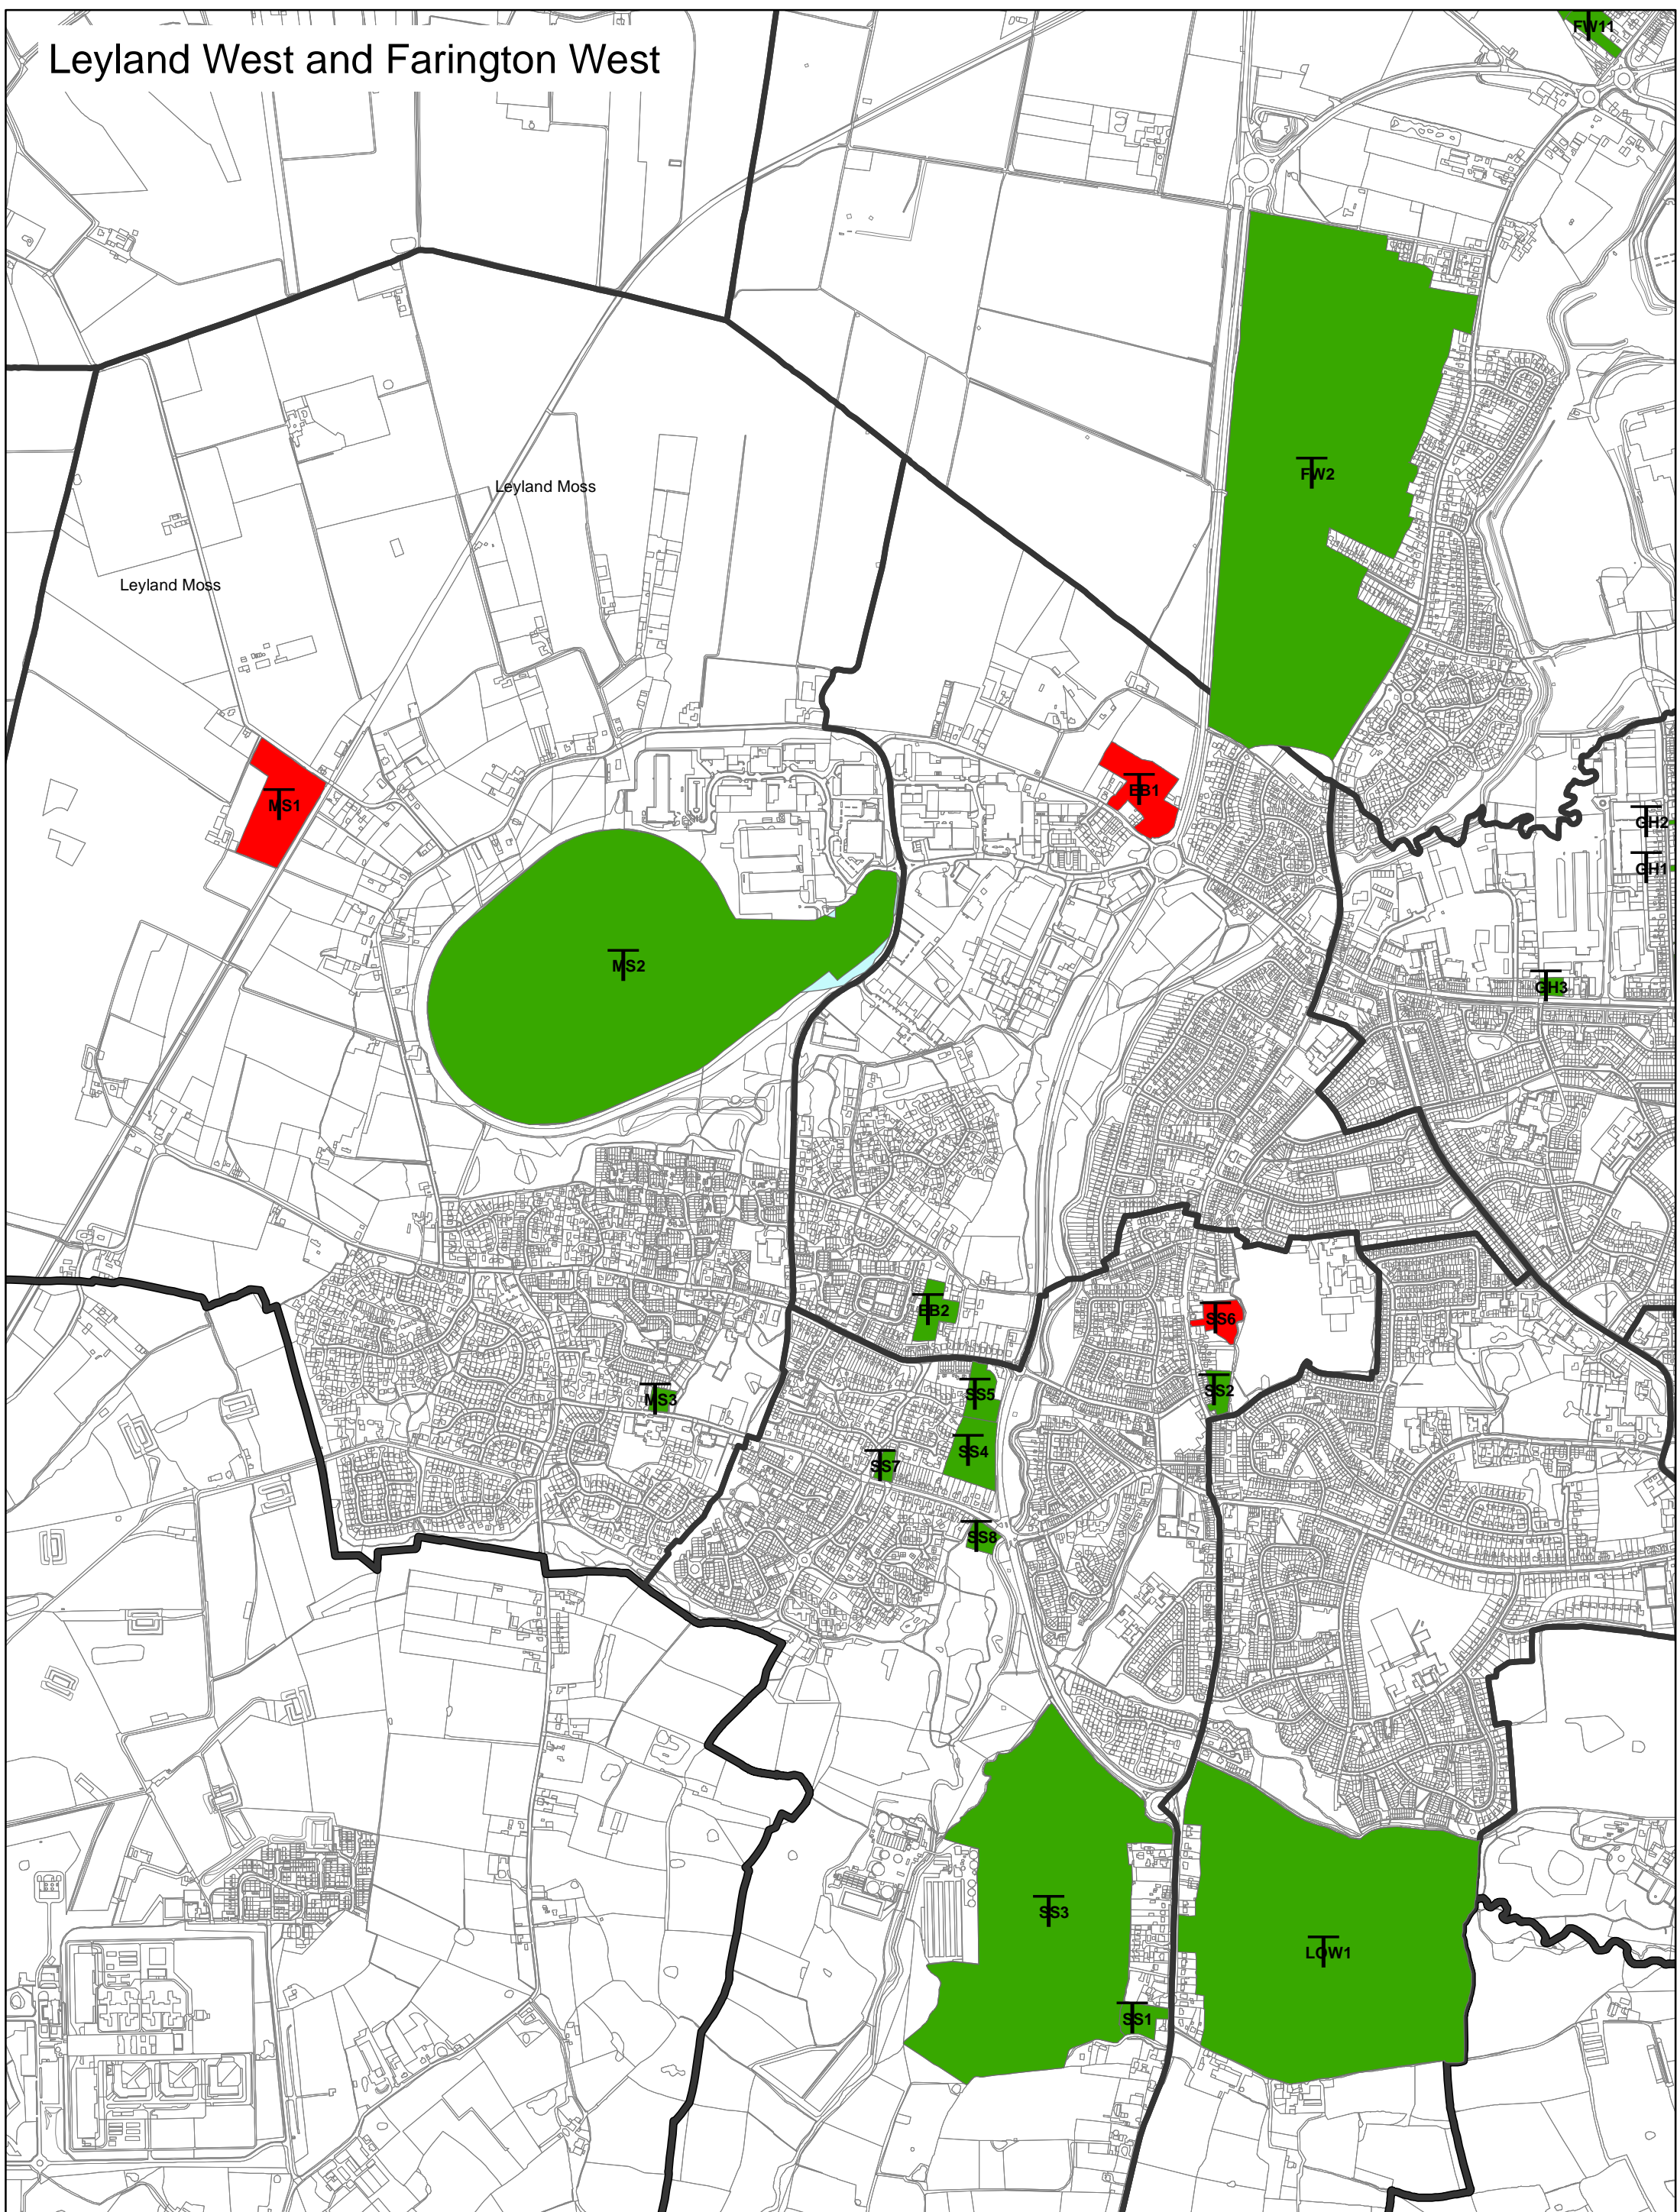 FW11
Leyland West and Farington West
FW2
Leyland Moss
Leyland Moss
EB1
MS1
GH2
GH1
MS2
GH3
EB2
SS6
SS2
SS5
MS3
SS4
SS7
SS8
SS3
LOW1
SS1